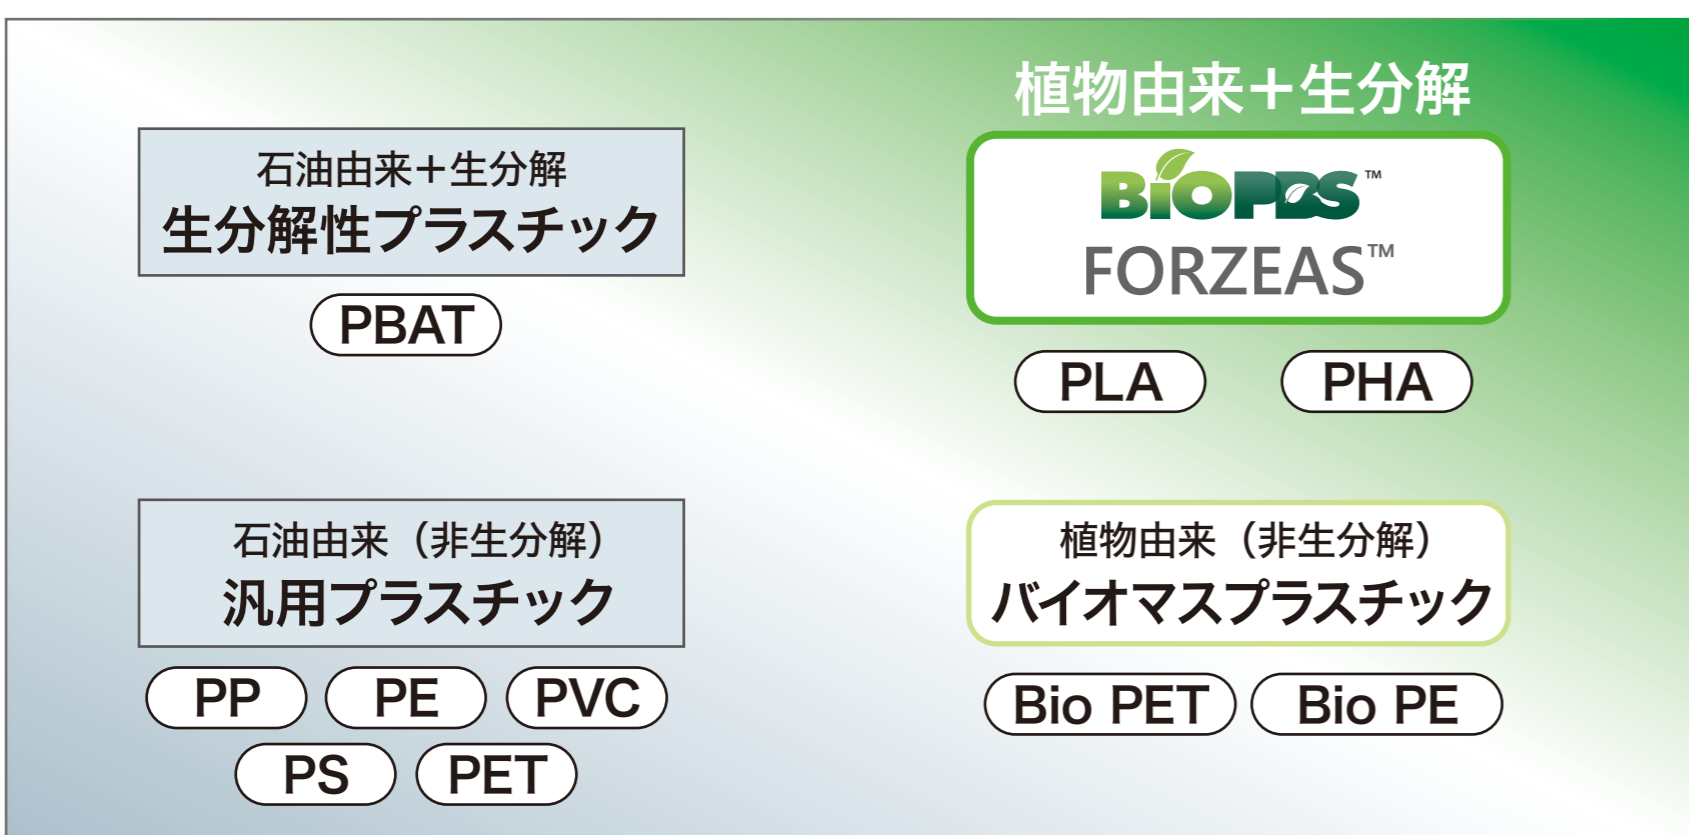 石油由来＋生分解
生分解性プラスチック
PBAT
植物由来＋生分解
BioPBS™
FORZEAS™
PLA PHA
石油由来（非生分解）
汎用プラスチック
PP PE PVC
PS PET
植物由来（非生分解）
バイオマスプラスチック
Bio PET Bio PE